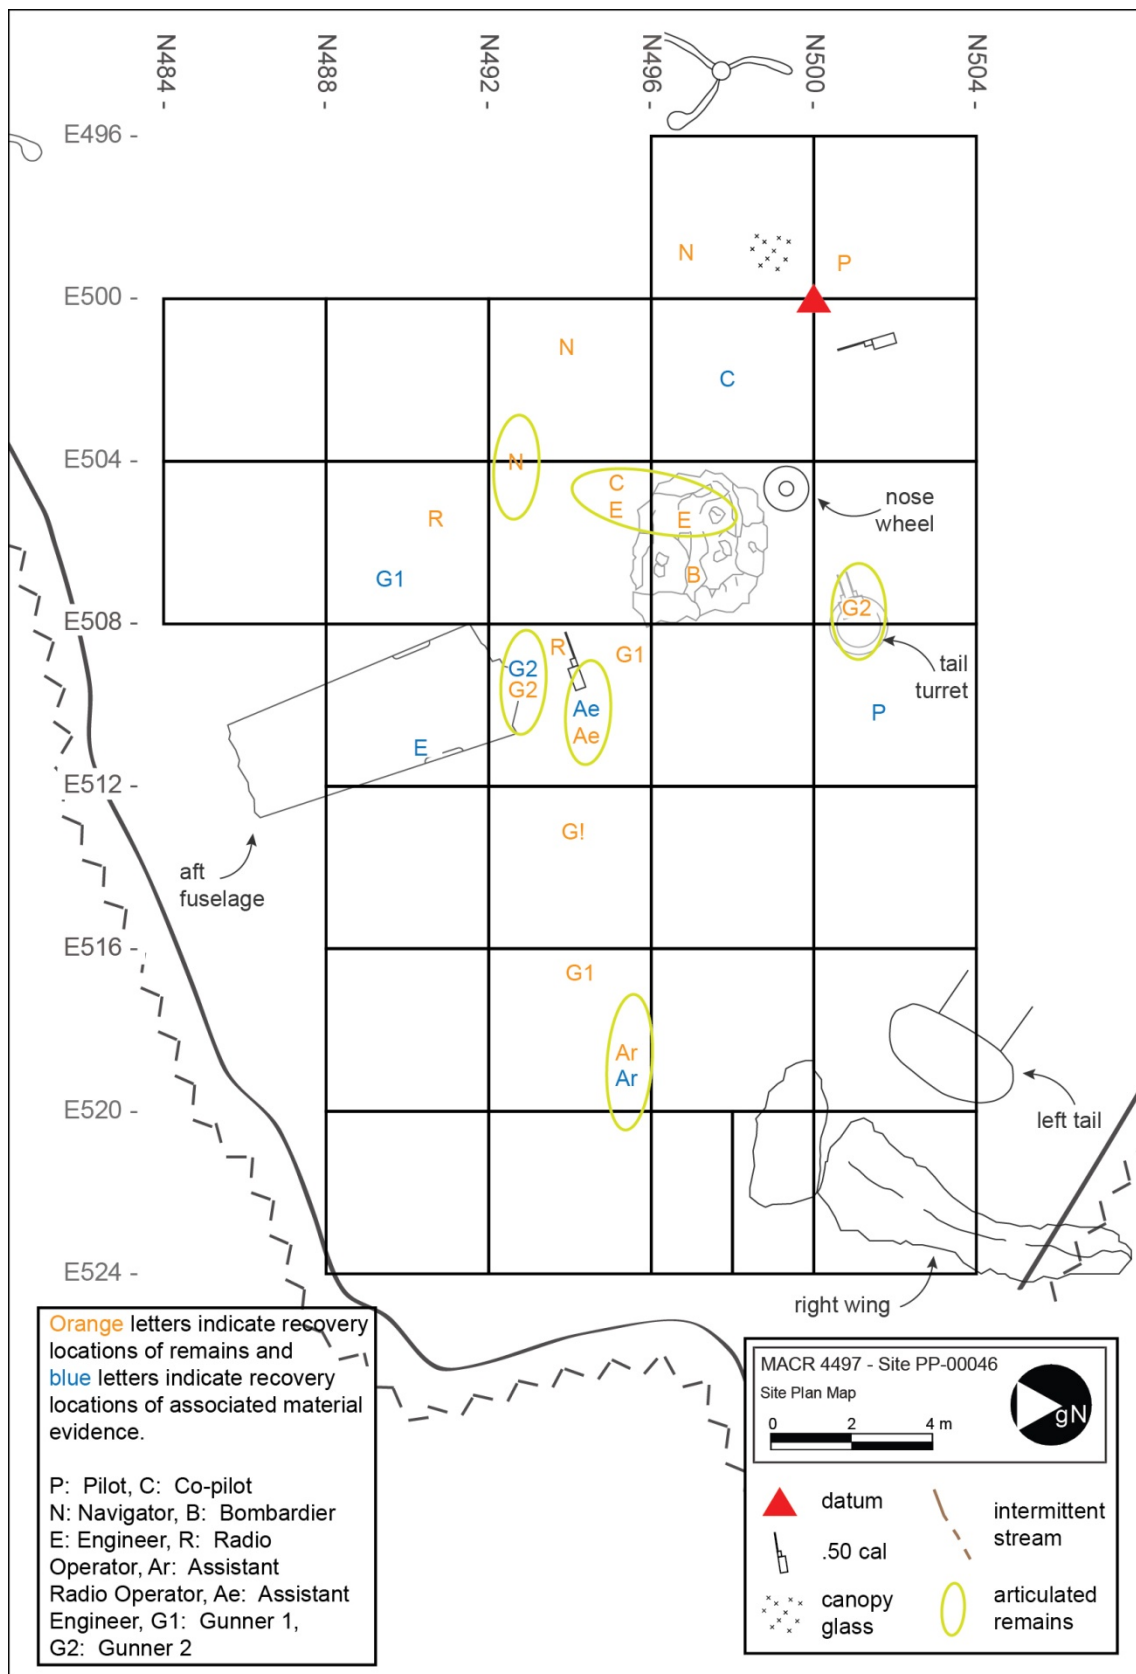 N484 -
N488 -
N492 -
N496 -
N500 -
N504 -
E496 -
N
P
E500 -
N
C
E504 -
N
C
E
E
R
nose
wheel
G1
B
G2
E508 -
R
G1
G2
G2
tail
turret
Ae
P
Ae
E
E512 -
G!
aft
fuselage
E516 -
G1
Ar
Ar
E520 -
left tail
E524 -
right wing
Orange letters indicate recovery
locations of remains and
blue letters indicate recovery
locations of associated material
evidence.
P: Pilot, C: Co-pilot
N: Navigator, B: Bombardier
E: Engineer, R: Radio
Operator, Ar: Assistant
Radio Operator, Ae: Assistant
Engineer, G1: Gunner 1,
G2: Gunner 2
MACR 4497 - Site PP-00046
Site Plan Map
0 2 4 m
gN
datum
.50 cal
canopy
glass
intermittent
stream
articulated
remains